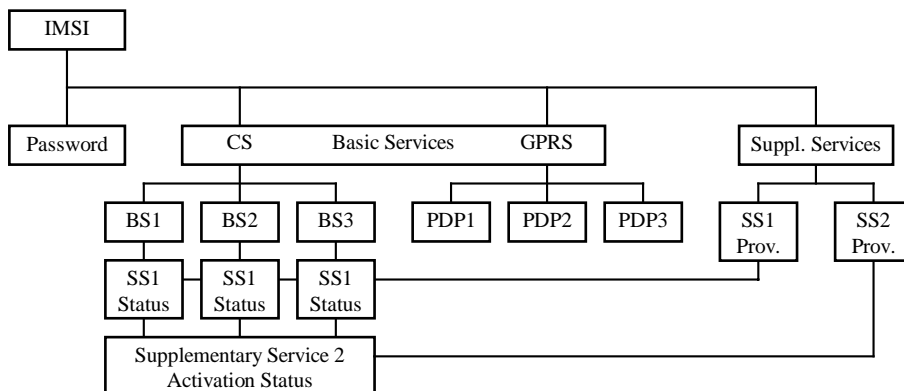 IMSI
Password
CS Basic Services GPRS
Suppl. Services
BS1
BS2
BS3
PDP1
PDP2
PDP3
SS1
Prov.
SS2
Prov.
SS1
Status
SS1
Status
SS1
Status
Supplementary Service 2
Activation Status